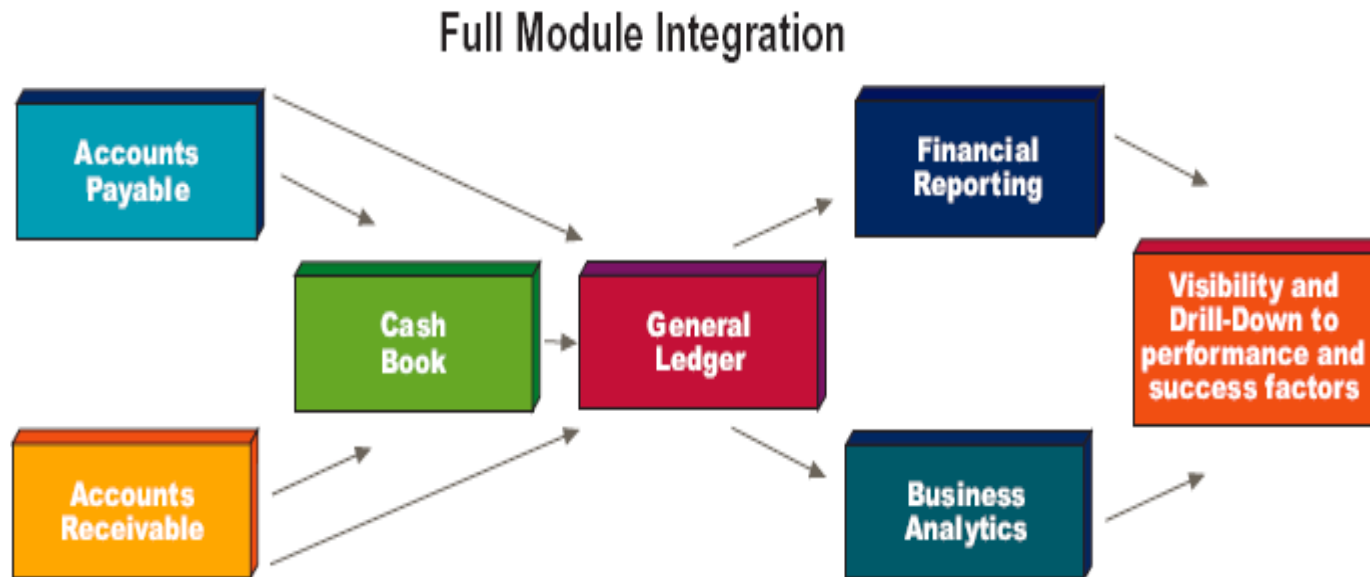 Full Module Integration
Accounts
Payable
Financial
Reporting
Cash
Book
General
Ledger
Visibility and
Drill-Down to
performance and
success factors
Accounts
Receivable
Business
Analytics